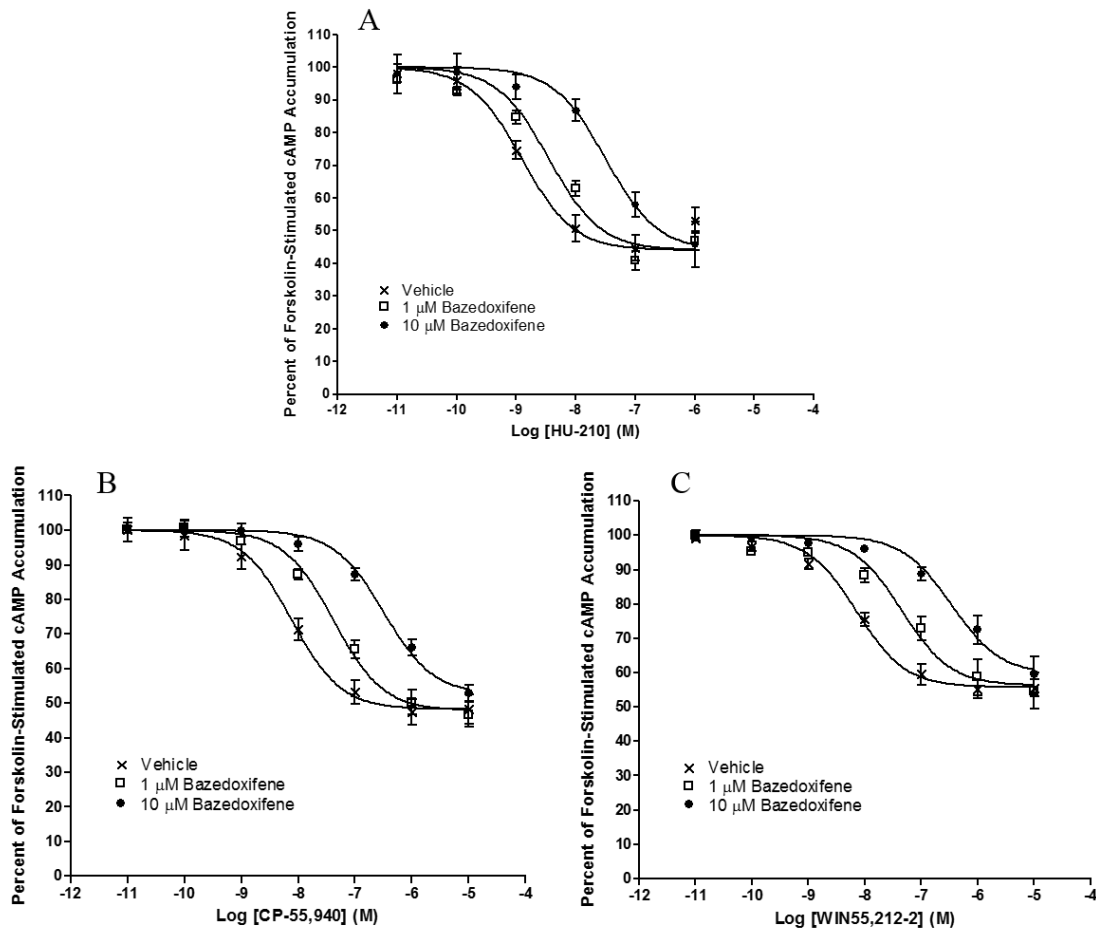 A
Percent of Forskolin-Stimulated cAMP Accumulation
110
100
90
80
70
60
50
40
30
20
10
0
Vehicle
1 μM Bazedoxifene
10 μM Bazedoxifene
-12 -11 -10 -9 -8 -7 -6 -5 -4
Log [HU-210] (M)
B
Percent of Forskolin-Stimulated cAMP Accumulation
110
100
90
80
70
60
50
40
30
20
10
0
Vehicle
1 μM Bazedoxifene
10 μM Bazedoxifene
-12 -11 -10 -9 -8 -7 -6 -5 -4
Log [CP-55,940] (M)
C
Percent of Forskolin-Stimulated cAMP Accumulation
110
100
90
80
70
60
50
40
30
20
10
0
Vehicle
1 μM Bazedoxifene
10 μM Bazedoxifene
-12 -11 -10 -9 -8 -7 -6 -5 -4
Log [WIN55,212-2] (M)